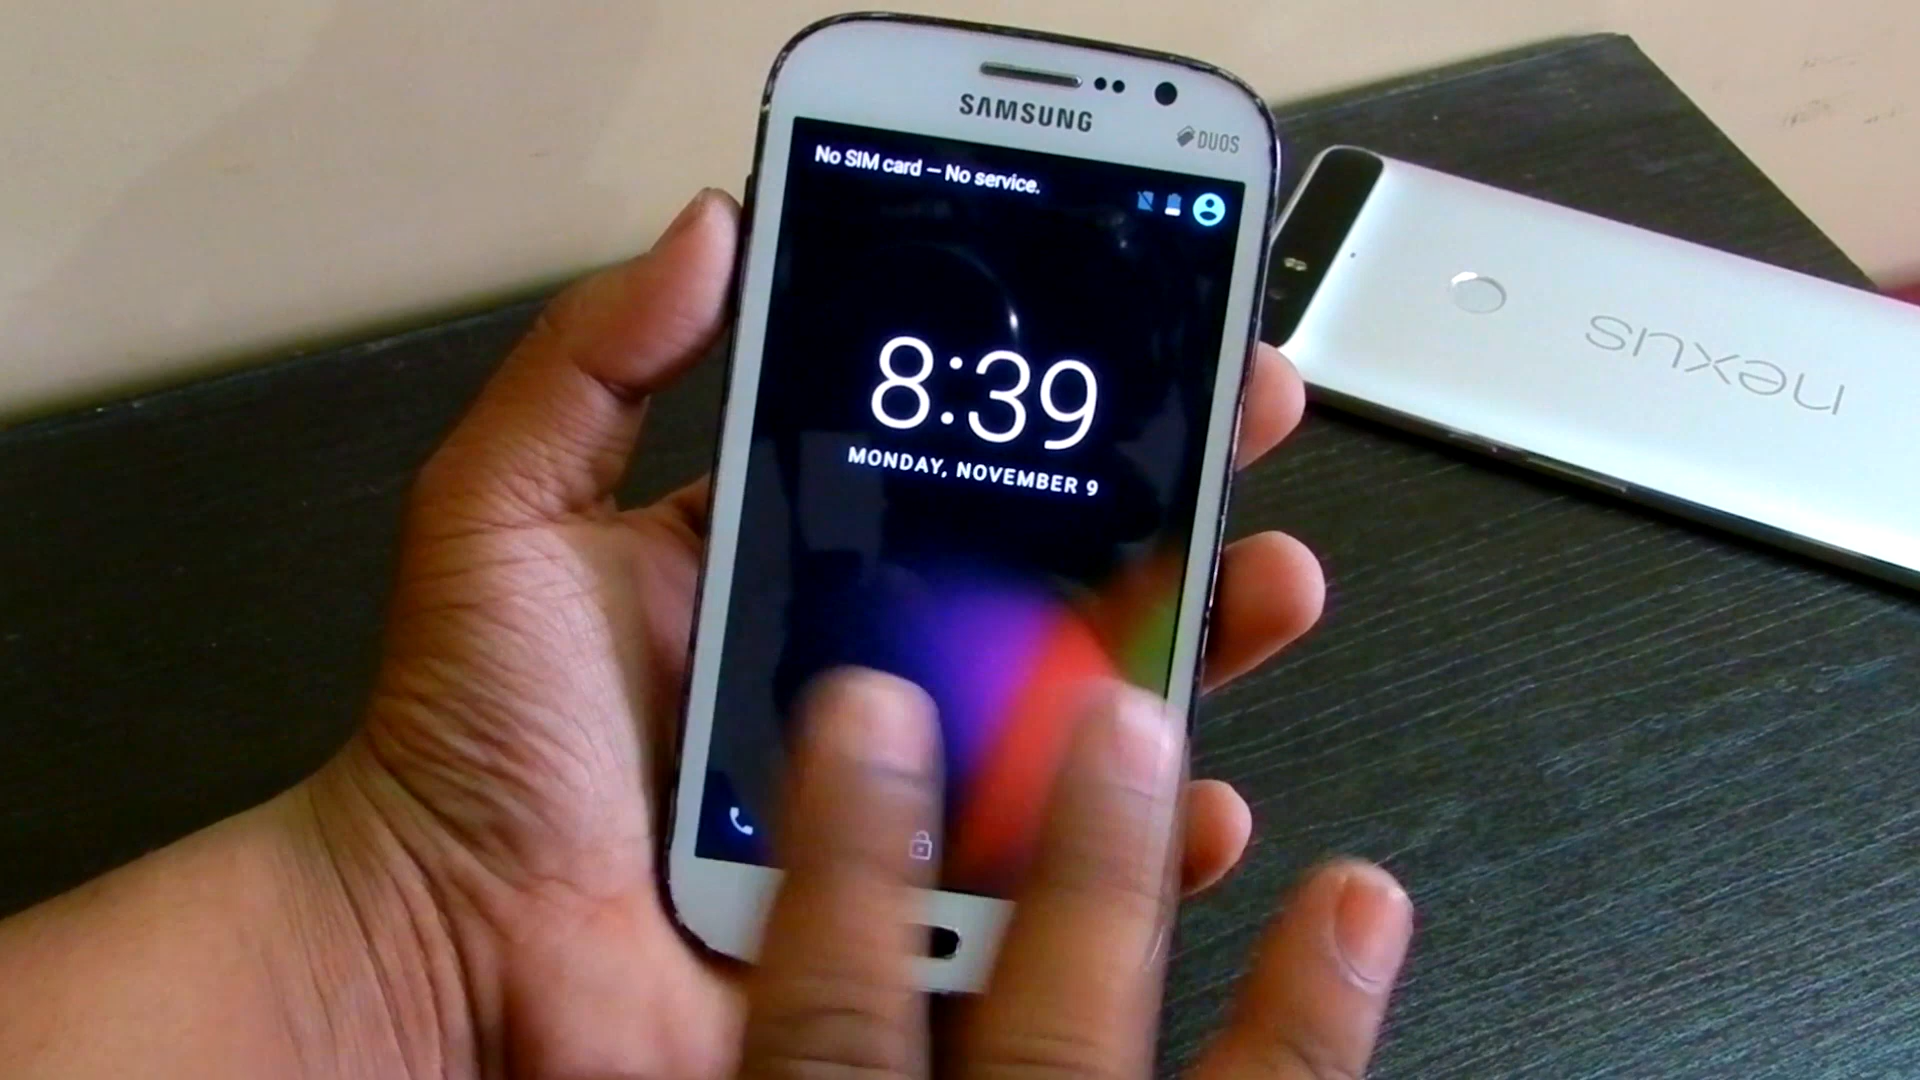 SAMSUNG
DUOS
No SIM card — No service.
8:39
MONDAY, NOVEMBER 9
nexus